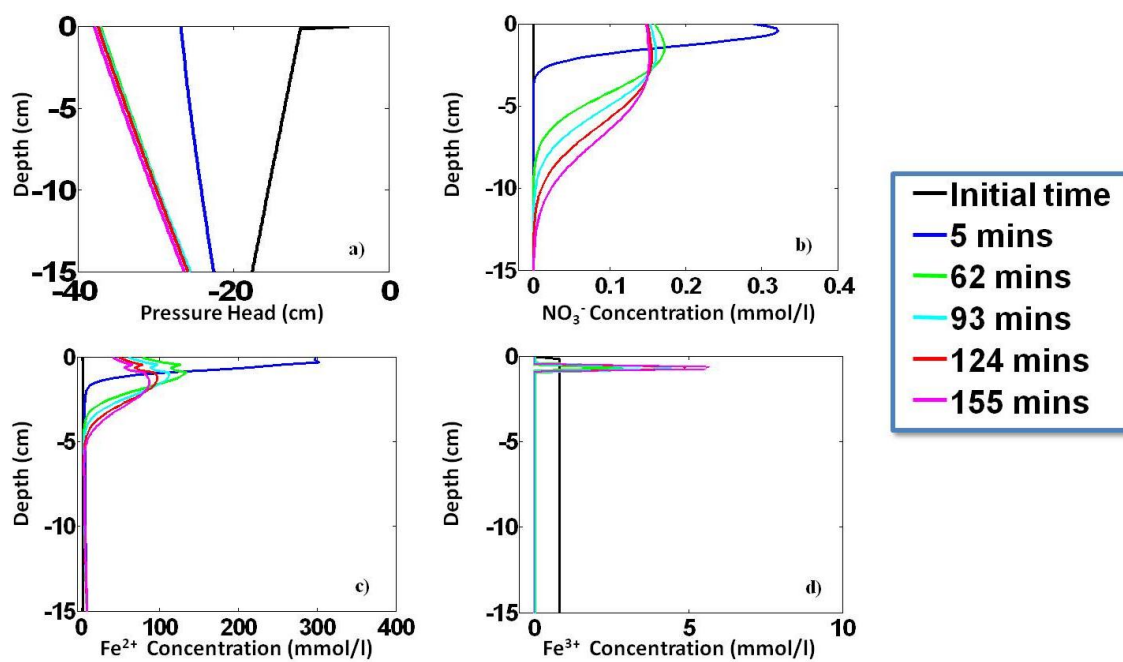 0
-5
-10
-15
-40
-20
0
Depth (cm)
Pressure Head (cm)
a)
0
-5
-10
-15
0
0.1
0.2
0.3
0.4
Depth (cm)
NO₃⁻ Concentration (mmol/l)
b)
Initial time
5 mins
62 mins
93 mins
124 mins
155 mins
0
-5
-10
-15
0
100
200
300
400
Depth (cm)
Fe²⁺ Concentration (mmol/l)
c)
0
-5
-10
-15
0
5
10
Depth (cm)
Fe³⁺ Concentration (mmol/l)
d)